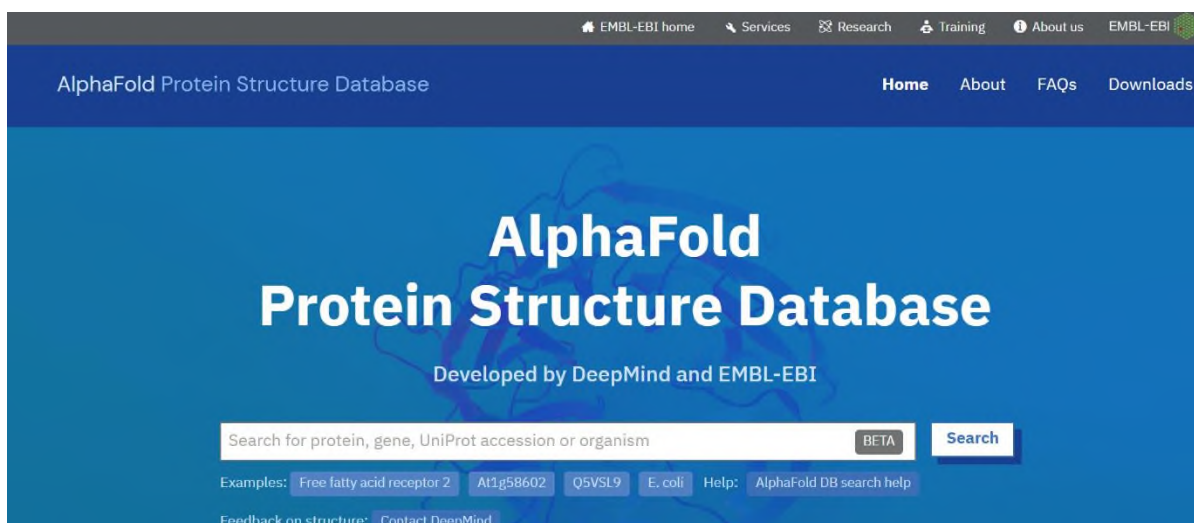 EMBL-EBI home Services Research Training About us EMBL-EBI
AlphaFold Protein Structure Database Home About FAQs Downloads
AlphaFold
Protein Structure Database
Developed by DeepMind and EMBL-EBI
Search for protein, gene, UniProt accession or organism BETA Search
Examples: Free fatty acid receptor 2 At1g58602 Q5VSL9 E. coli Help: AlphaFold DB search help
Feedback on structure: Contact DeepMind